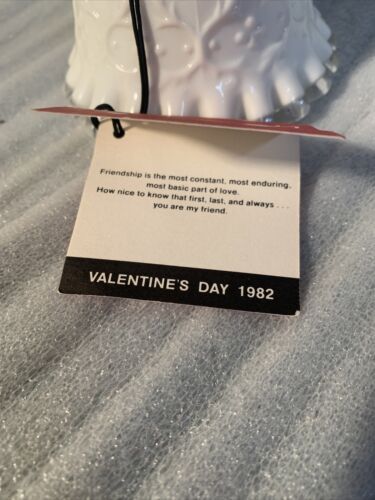 Friendship is the most constant, most enduring,
most basic part of love.
How nice to know that first, last, and always . . .
you are my friend.
VALENTINE'S DAY 1982